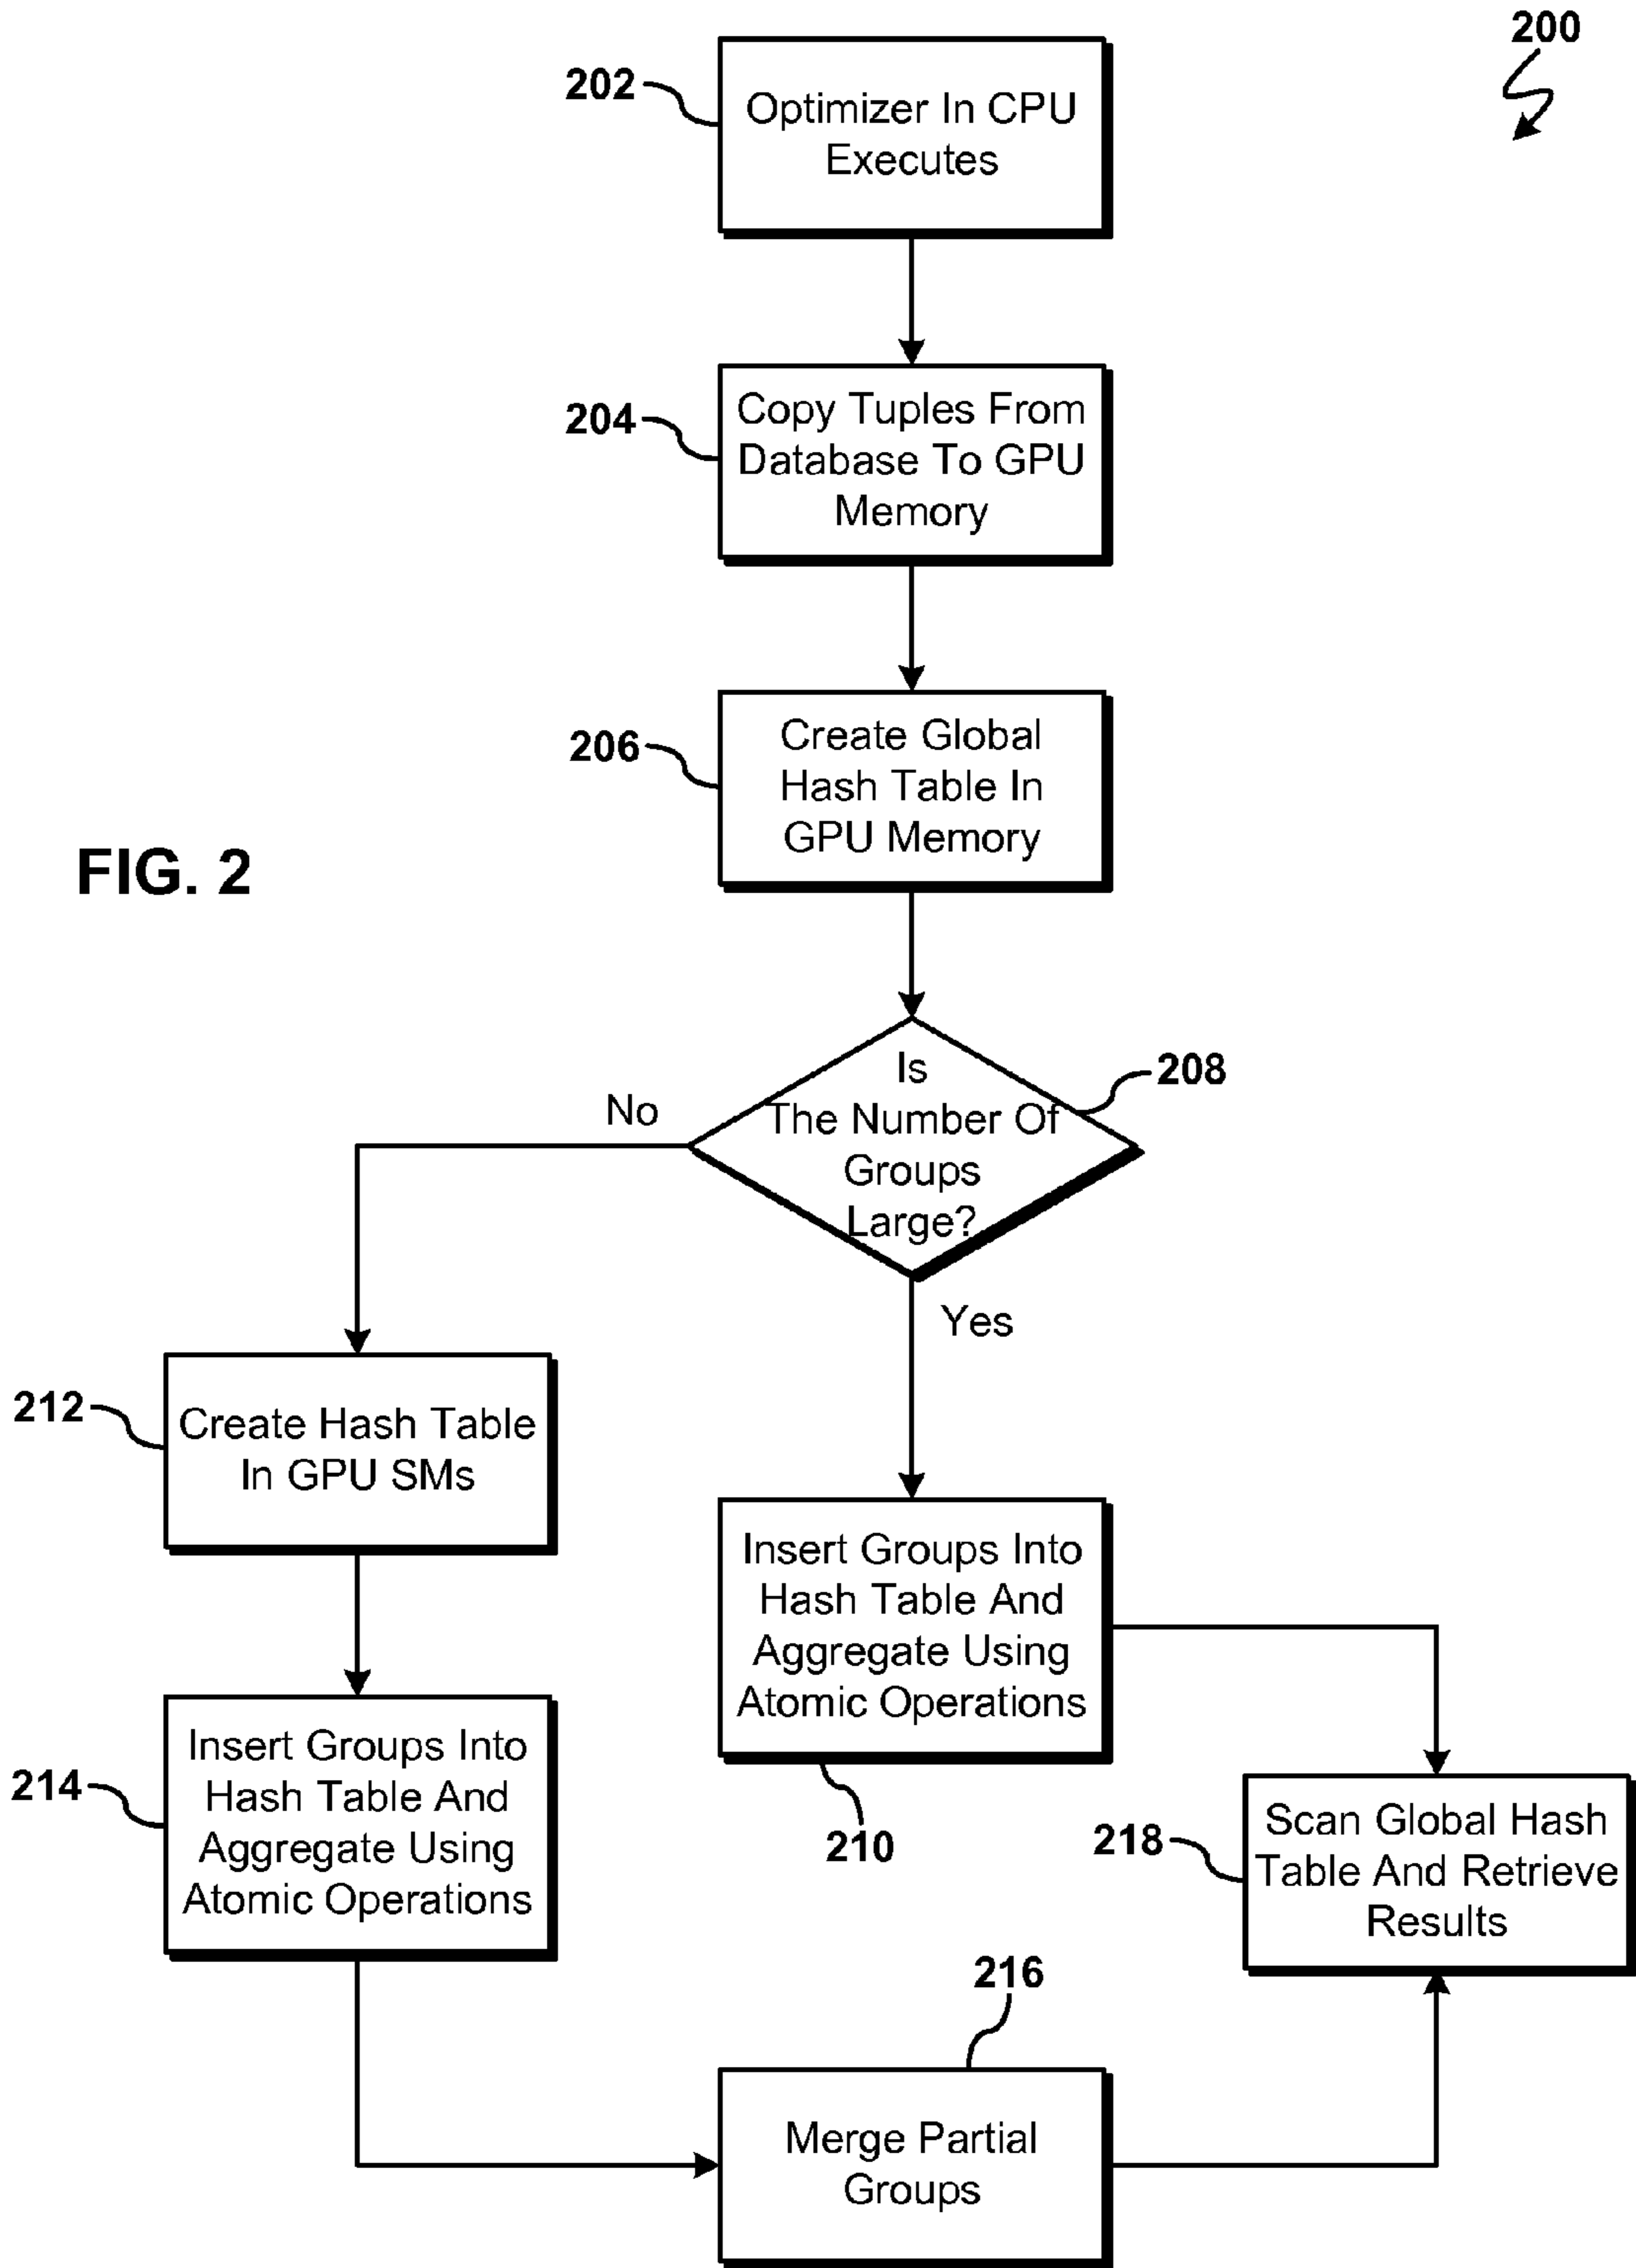 200
202
Optimizer In CPU
Executes
204
Copy Tuples From
Database To GPU
Memory
206
Create Global
Hash Table In
GPU Memory
FIG. 2
208
Is
The Number Of
Groups
Large?
No
Yes
212
Create Hash Table
In GPU SMs
Insert Groups Into
Hash Table And
Aggregate Using
Atomic Operations
210
214
Insert Groups Into
Hash Table And
Aggregate Using
Atomic Operations
218
Scan Global Hash
Table And Retrieve
Results
216
Merge Partial
Groups